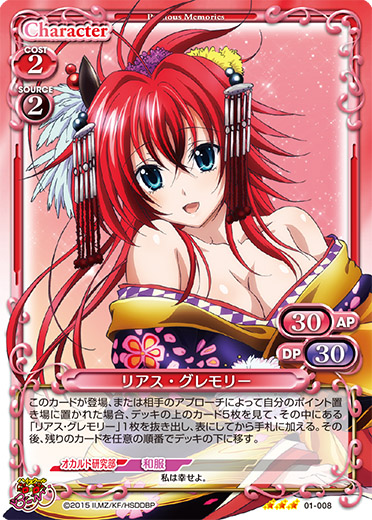 Precious Memories
Character
COST
2
SOURCE
2
30 AP
DP 30
リアス・グレモリー
このカードが登場、または相手のアプローチによって自分のポイント置
き場に置かれた場合、デッキの上のカード5枚を見て、その中にある
「リアス・グレモリー」1枚を抜き出し、表にしてから手札に加える。その
後、残りのカードを任意の順番でデッキの下に移す。
オカルト研究部 和服
私は幸せよ。
©2015 II,MZ/KF/HSDDBP
★★★ 01-008